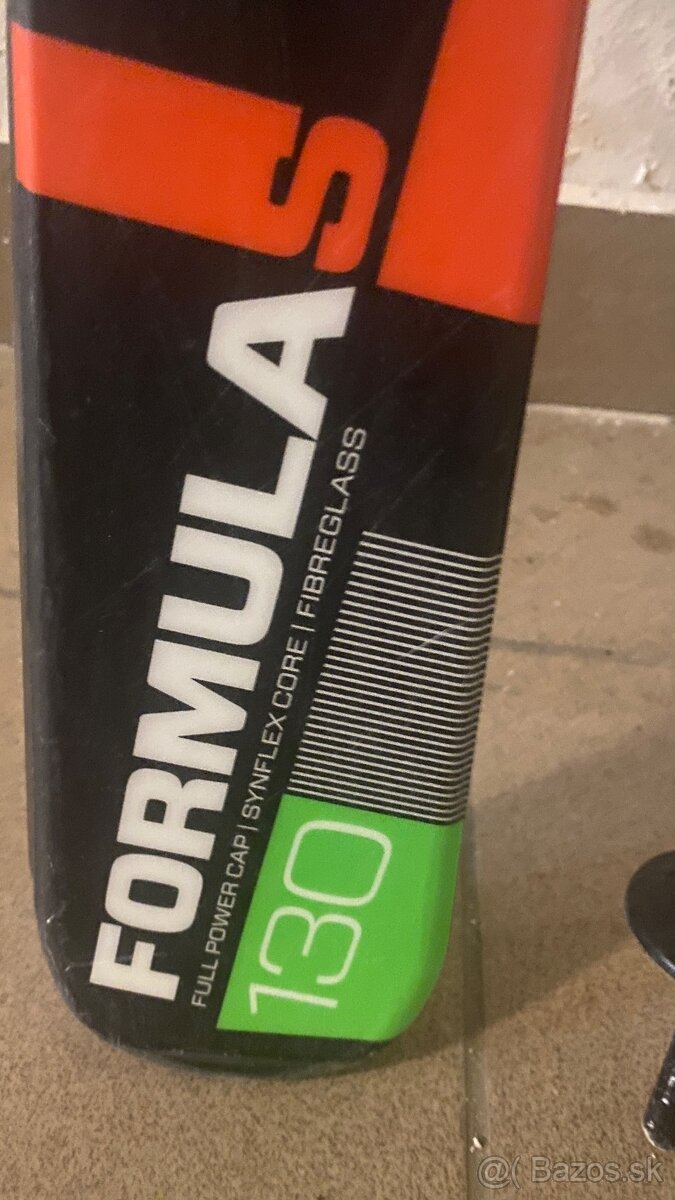 FORMULA S
FULL POWER CAP | SYNFLEX CORE | FIBREGLASS
130
@( Bazos.sk